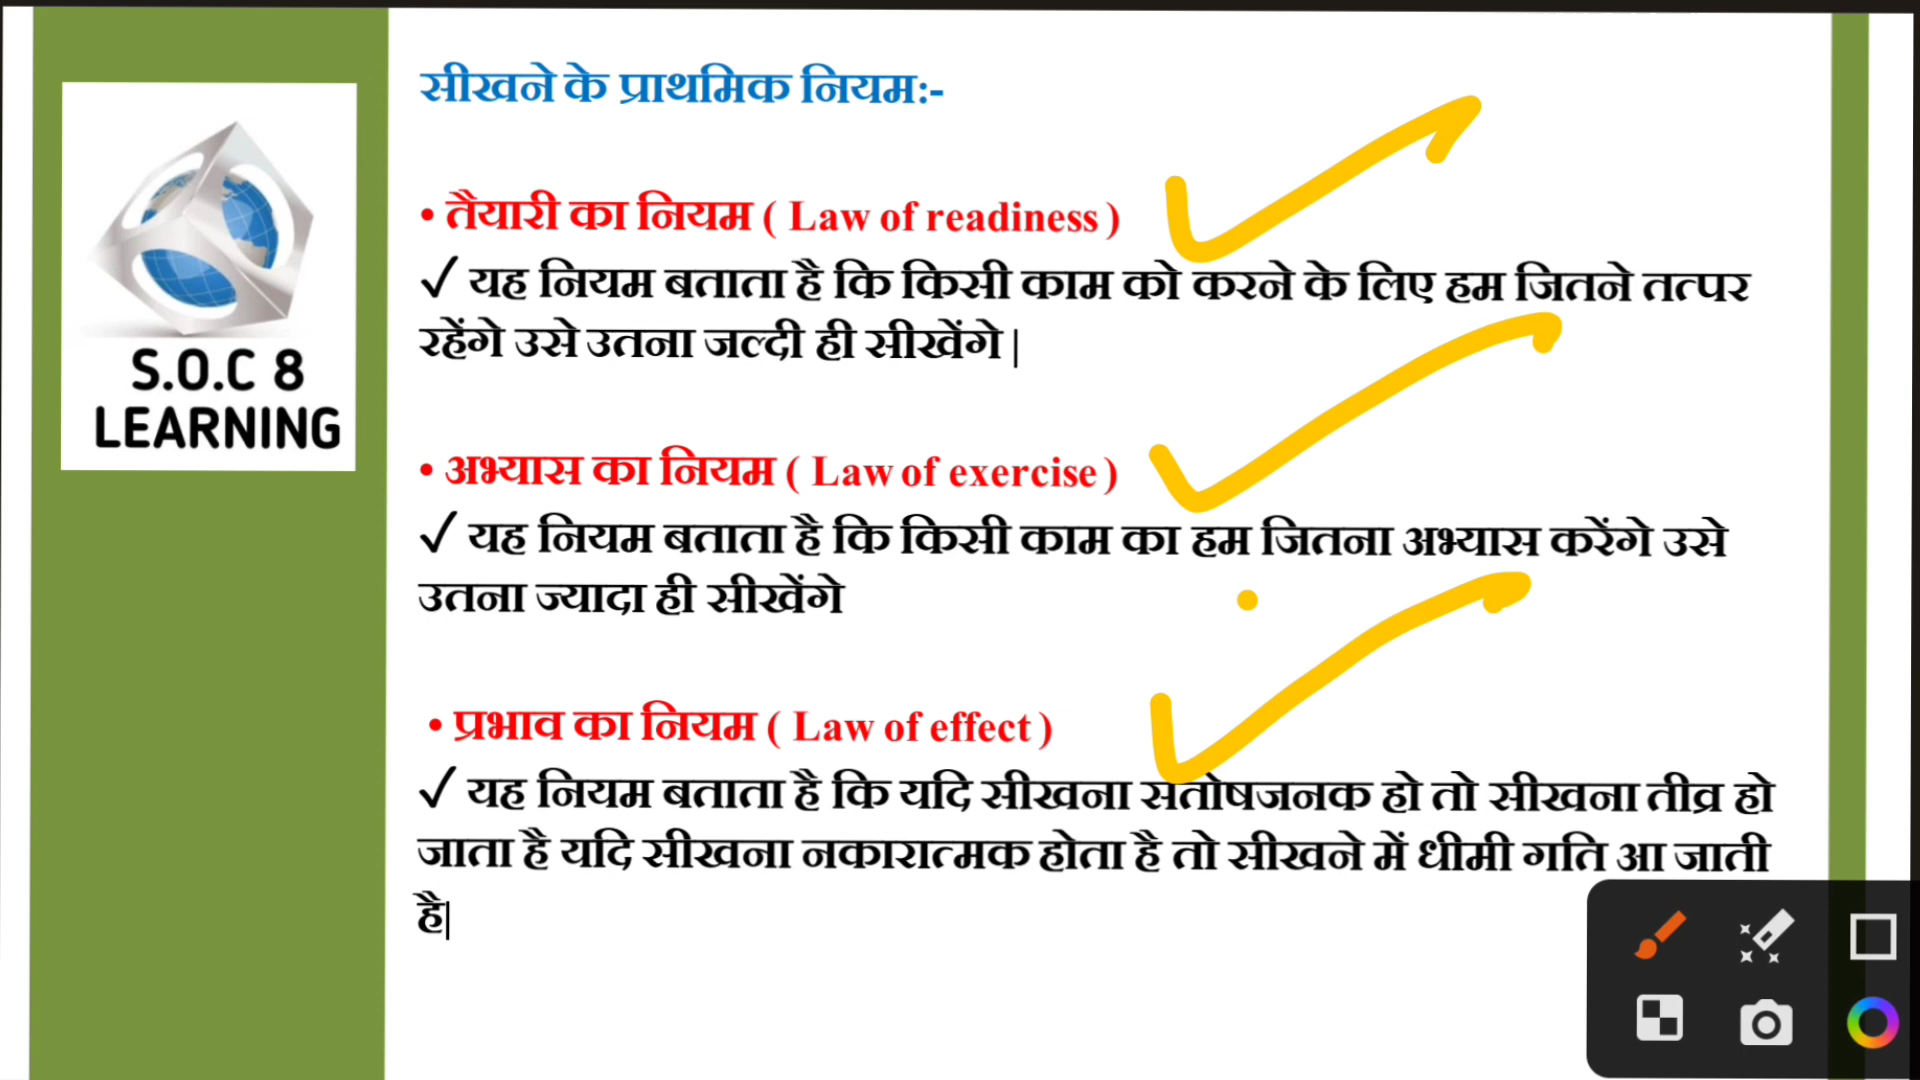 S.O.C 8
LEARNING
सीखने के प्राथमिक नियम:-
• तैयारी का नियम ( Law of readiness )
✓ यह नियम बताता है कि किसी काम को करने के लिए हम जितने तत्पर
रहेंगे उसे उतना जल्दी ही सीखेंगे |
• अभ्यास का नियम ( Law of exercise )
✓ यह नियम बताता है कि किसी काम का हम जितना अभ्यास करेंगे उसे
उतना ज्यादा ही सीखेंगे
• प्रभाव का नियम ( Law of effect )
✓ यह नियम बताता है कि यदि सीखना सतोषजनक हो तो सीखना तीव्र हो
जाता है यदि सीखना नकारात्मक होता है तो सीखने में धीमी गति आ जाती
है|